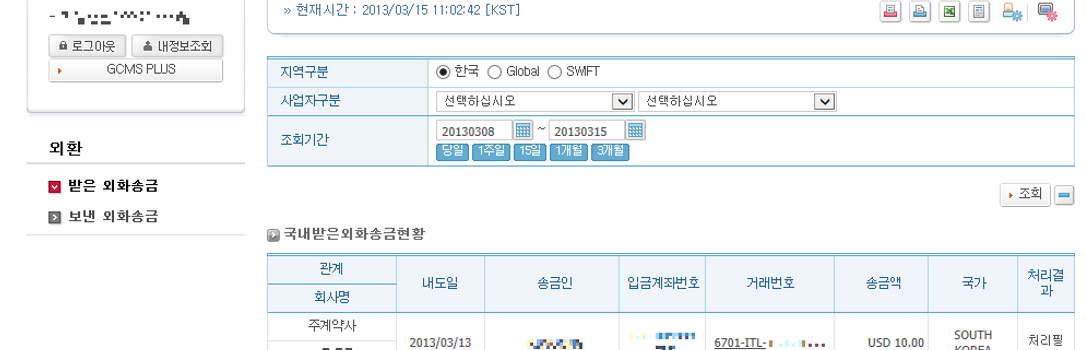 » 현재시간 : 2013/03/15 11:02:42 [KST]
로그아웃 내정보조회
GCMS PLUS
외환
받은 외화송금
보낸 외화송금
지역구분 한국 Global SWIFT
사업자구분 선택하십시오 선택하십시오
조회기간 20130308 ~ 20130315
당일 1주일 15일 1개월 3개월
조회
국내받은외화송금현황
관계 회사명 내도일 송금인 입금계좌번호 거래번호 송금액 국가 처리결과
주계약사 2013/03/13 6701-ITL- USD 10.00 SOUTH KOREA 처리필